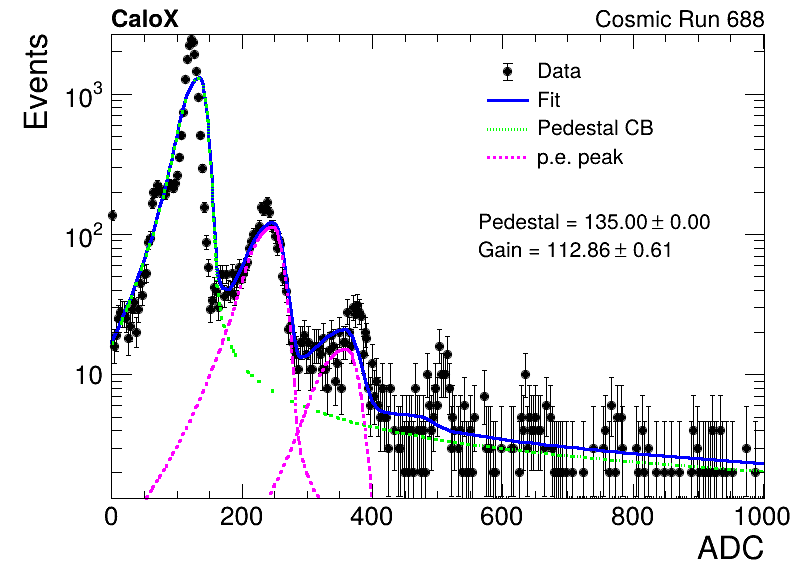 CaloX Cosmic Run 688
Events
Data
Fit
Pedestal CB
p.e. peak
Pedestal = 135.00 ± 0.00
Gain = 112.86 ± 0.61
10³
10²
10
0 200 400 600 800 1000
ADC